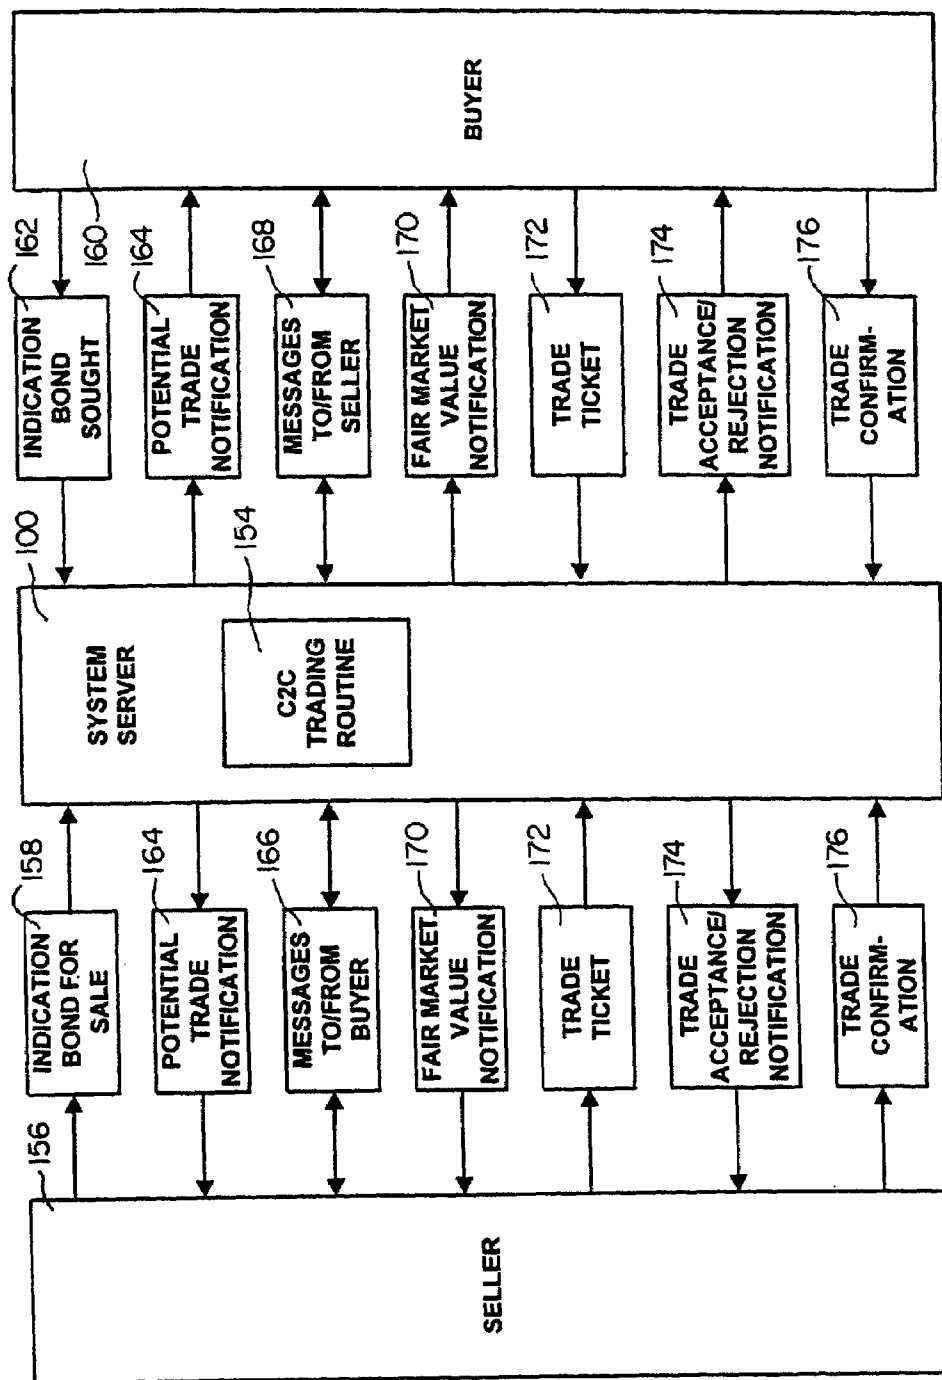 156
SELLER
158
INDICATION
BOND FOR
SALE
164
POTENTIAL
TRADE
NOTIFICATION
166
MESSAGES
TO/FROM
BUYER
170
FAIR MARKET
VALUE
NOTIFICATION
172
TRADE
TICKET
174
TRADE
ACCEPTANCE/
REJECTION
NOTIFICATION
176
TRADE
CONFIRM-
ATION
100
SYSTEM
SERVER
154
C2C
TRADING
ROUTINE
162
INDICATION
BOND
SOUGHT
164
POTENTIAL
TRADE
NOTIFICATION
168
MESSAGES
TO/FROM
SELLER
170
FAIR MARKET
VALUE
NOTIFICATION
172
TRADE
TICKET
174
TRADE
ACCEPTANCE/
REJECTION
NOTIFICATION
176
TRADE
CONFIRM-
ATION
160
BUYER